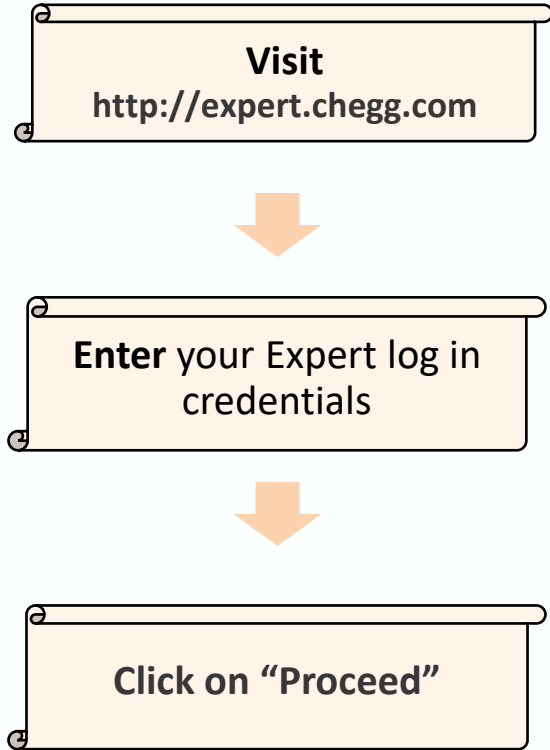 Visit
http://expert.chegg.com
Enter your Expert log in
credentials
Click on “Proceed”